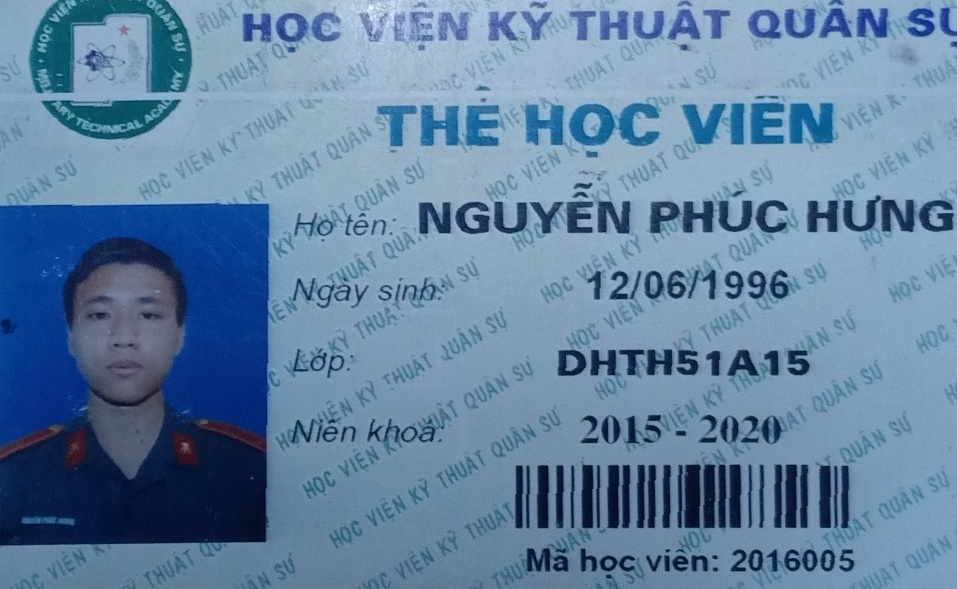 HỌC VIỆN KỸ THUẬT QUÂN SỰ
THẺ HỌC VIÊN
Họ tên: NGUYỄN PHÚC HƯNG
Ngày sinh: 12/06/1996
Lớp: DHTH51A15
Niên khoá: 2015 - 2020
Mã học viên: 2016005